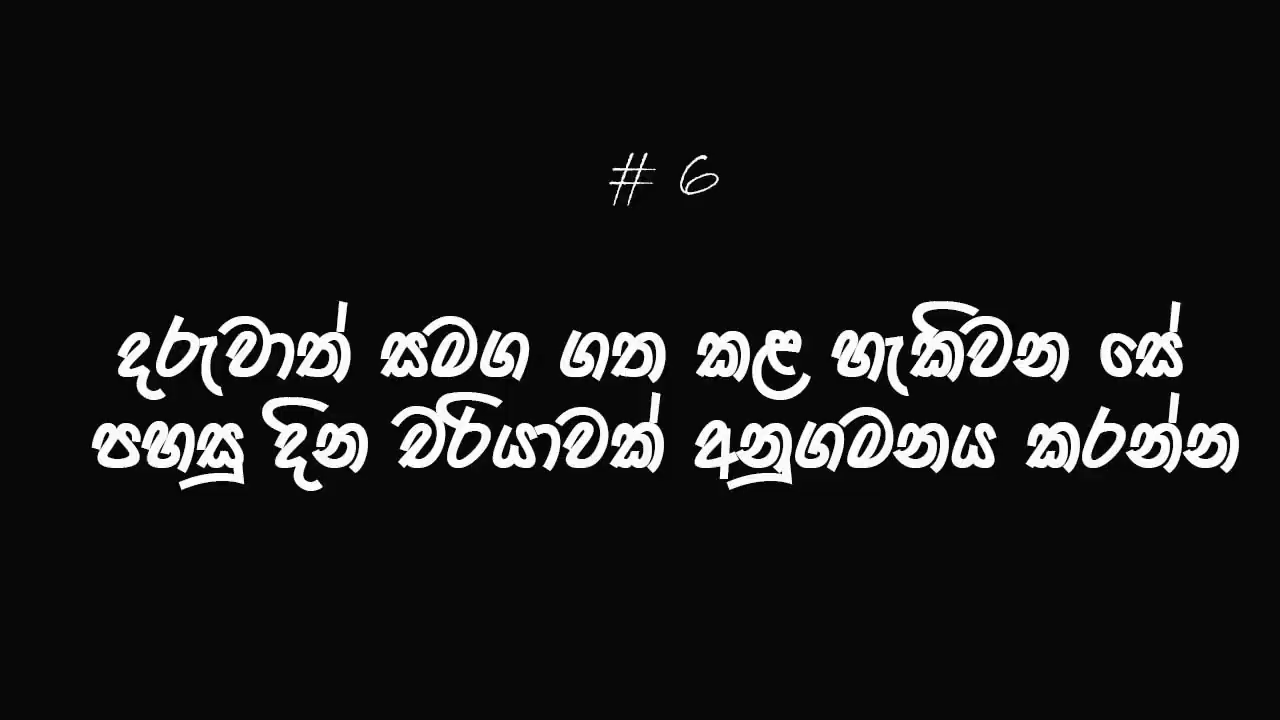 # 6
දරුවාත් සමග ගත කළ හැකිවන සේ
පහසු දින චරියාවක් අනුගමනය කරන්න